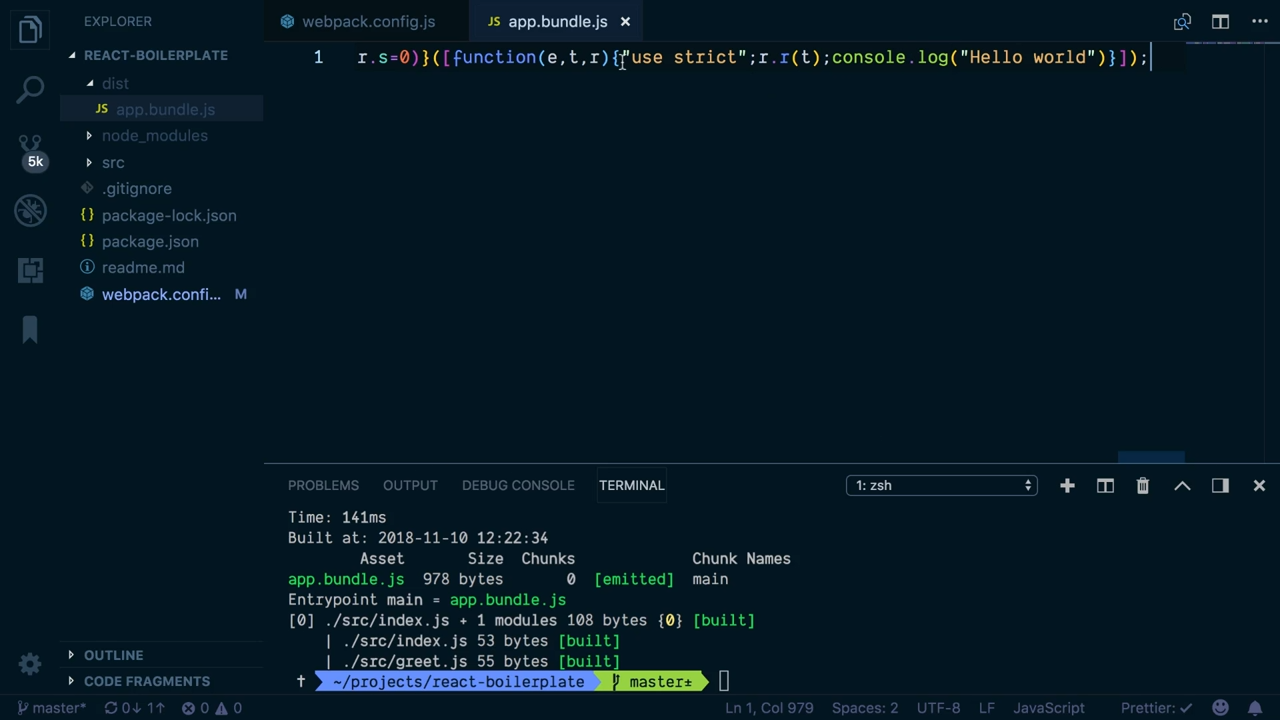 EXPLORER
REACT-BOILERPLATE
dist
JS app.bundle.js
node_modules
src
.gitignore
{} package-lock.json
{} package.json
readme.md
webpack.confi... M
5k
OUTLINE
CODE FRAGMENTS
webpack.config.js
JS app.bundle.js ×
1 r.s=0)}([function(e,t,r){"use strict";r.r(t);console.log("Hello world")}]);
PROBLEMS OUTPUT DEBUG CONSOLE TERMINAL 1: zsh
Time: 141ms
Built at: 2018-11-10 12:22:34
Asset Size Chunks Chunk Names
app.bundle.js 978 bytes 0 [emitted] main
Entrypoint main = app.bundle.js
[0] ./src/index.js + 1 modules 108 bytes {0} [built]
| ./src/index.js 53 bytes [built]
| ./src/greet.js 55 bytes [built]
† ~/projects/react-boilerplate master±
master* 0↓ 1↑ 0 0 Ln 1, Col 979 Spaces: 2 UTF-8 LF JavaScript Prettier: ✓